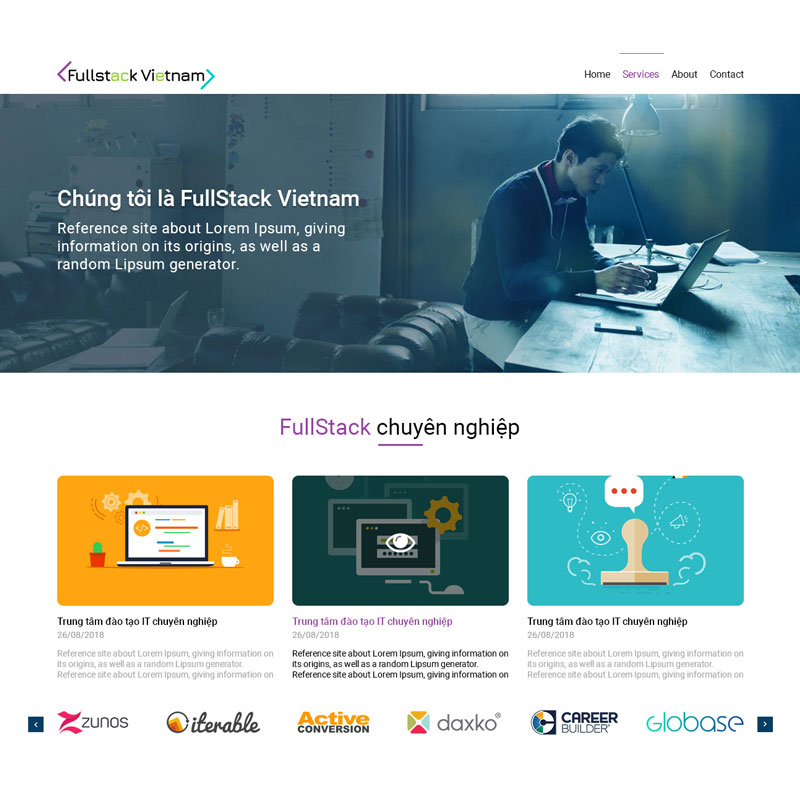 Fullstack Vietnam
Home Services About Contact
Chúng tôi là FullStack Vietnam
Reference site about Lorem Ipsum, giving
information on its origins, as well as a
random Lipsum generator.
FullStack chuyên nghiệp
Trung tâm đào tạo IT chuyên nghiệp
26/08/2018
Reference site about Lorem Ipsum, giving information on
its origins, as well as a random Lipsum generator.
Reference site about Lorem Ipsum, giving information on
Trung tâm đào tạo IT chuyên nghiệp
26/08/2018
Reference site about Lorem Ipsum, giving information on
its origins, as well as a random Lipsum generator.
Reference site about Lorem Ipsum, giving information on
Trung tâm đào tạo IT chuyên nghiệp
26/08/2018
Reference site about Lorem Ipsum, giving information on
its origins, as well as a random Lipsum generator.
Reference site about Lorem Ipsum, giving information on
zunos
iterable
Active
CONVERSION
daxko®
CAREER
BUILDER®
Globase